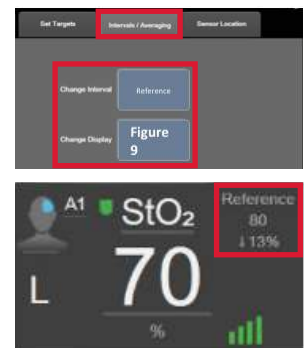 Set Targets
Intervals / Averaging
Sensor Location
Change Interval
Reference
Change Display
Figure
9
A1
StO₂
Reference
80
↓13%
L
70
%